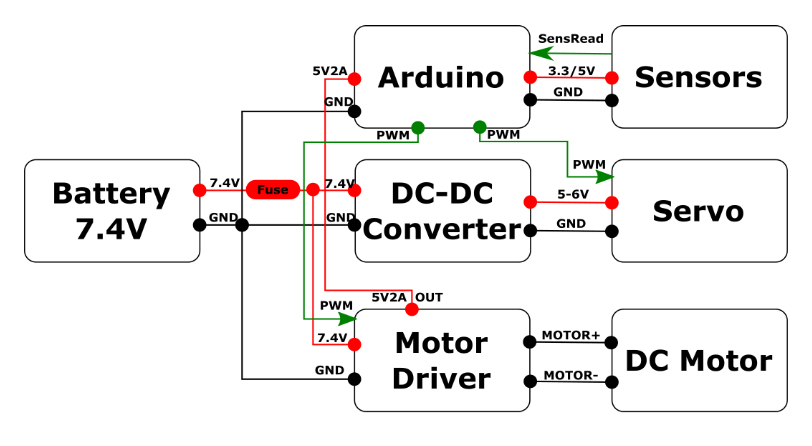 SensRead
5V2A
Arduino
3.3/5V
Sensors
GND
GND
PWM
PWM
PWM
7.4V
Fuse
7.4V
Battery
7.4V
DC-DC
Converter
5-6V
Servo
GND
GND
GND
5V2A
OUT
PWM
7.4V
Motor
Driver
MOTOR+
DC Motor
GND
MOTOR-